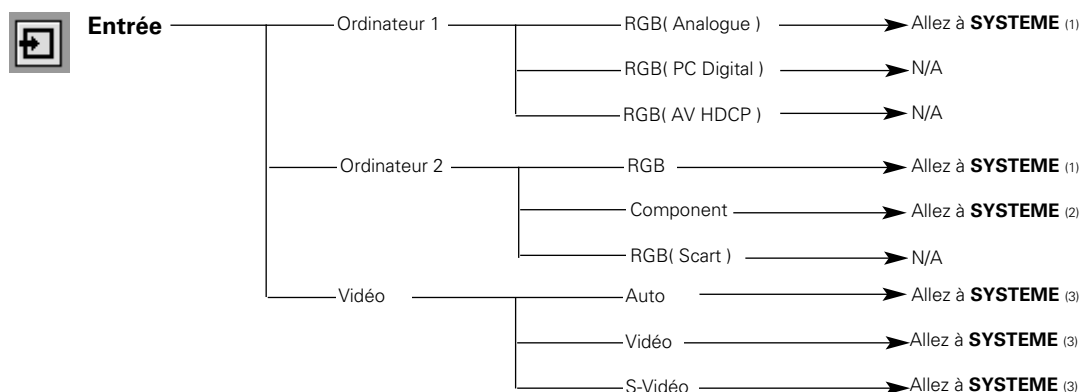 Entrée Ordinateur 1 RGB( Analogue ) Allez à SYSTEME (1)
RGB( PC Digital ) N/A
RGB( AV HDCP ) N/A
Ordinateur 2 RGB Allez à SYSTEME (1)
Component Allez à SYSTEME (2)
RGB( Scart ) N/A
Vidéo Auto Allez à SYSTEME (3)
Vidéo Allez à SYSTEME (3)
S-Vidéo Allez à SYSTEME (3)